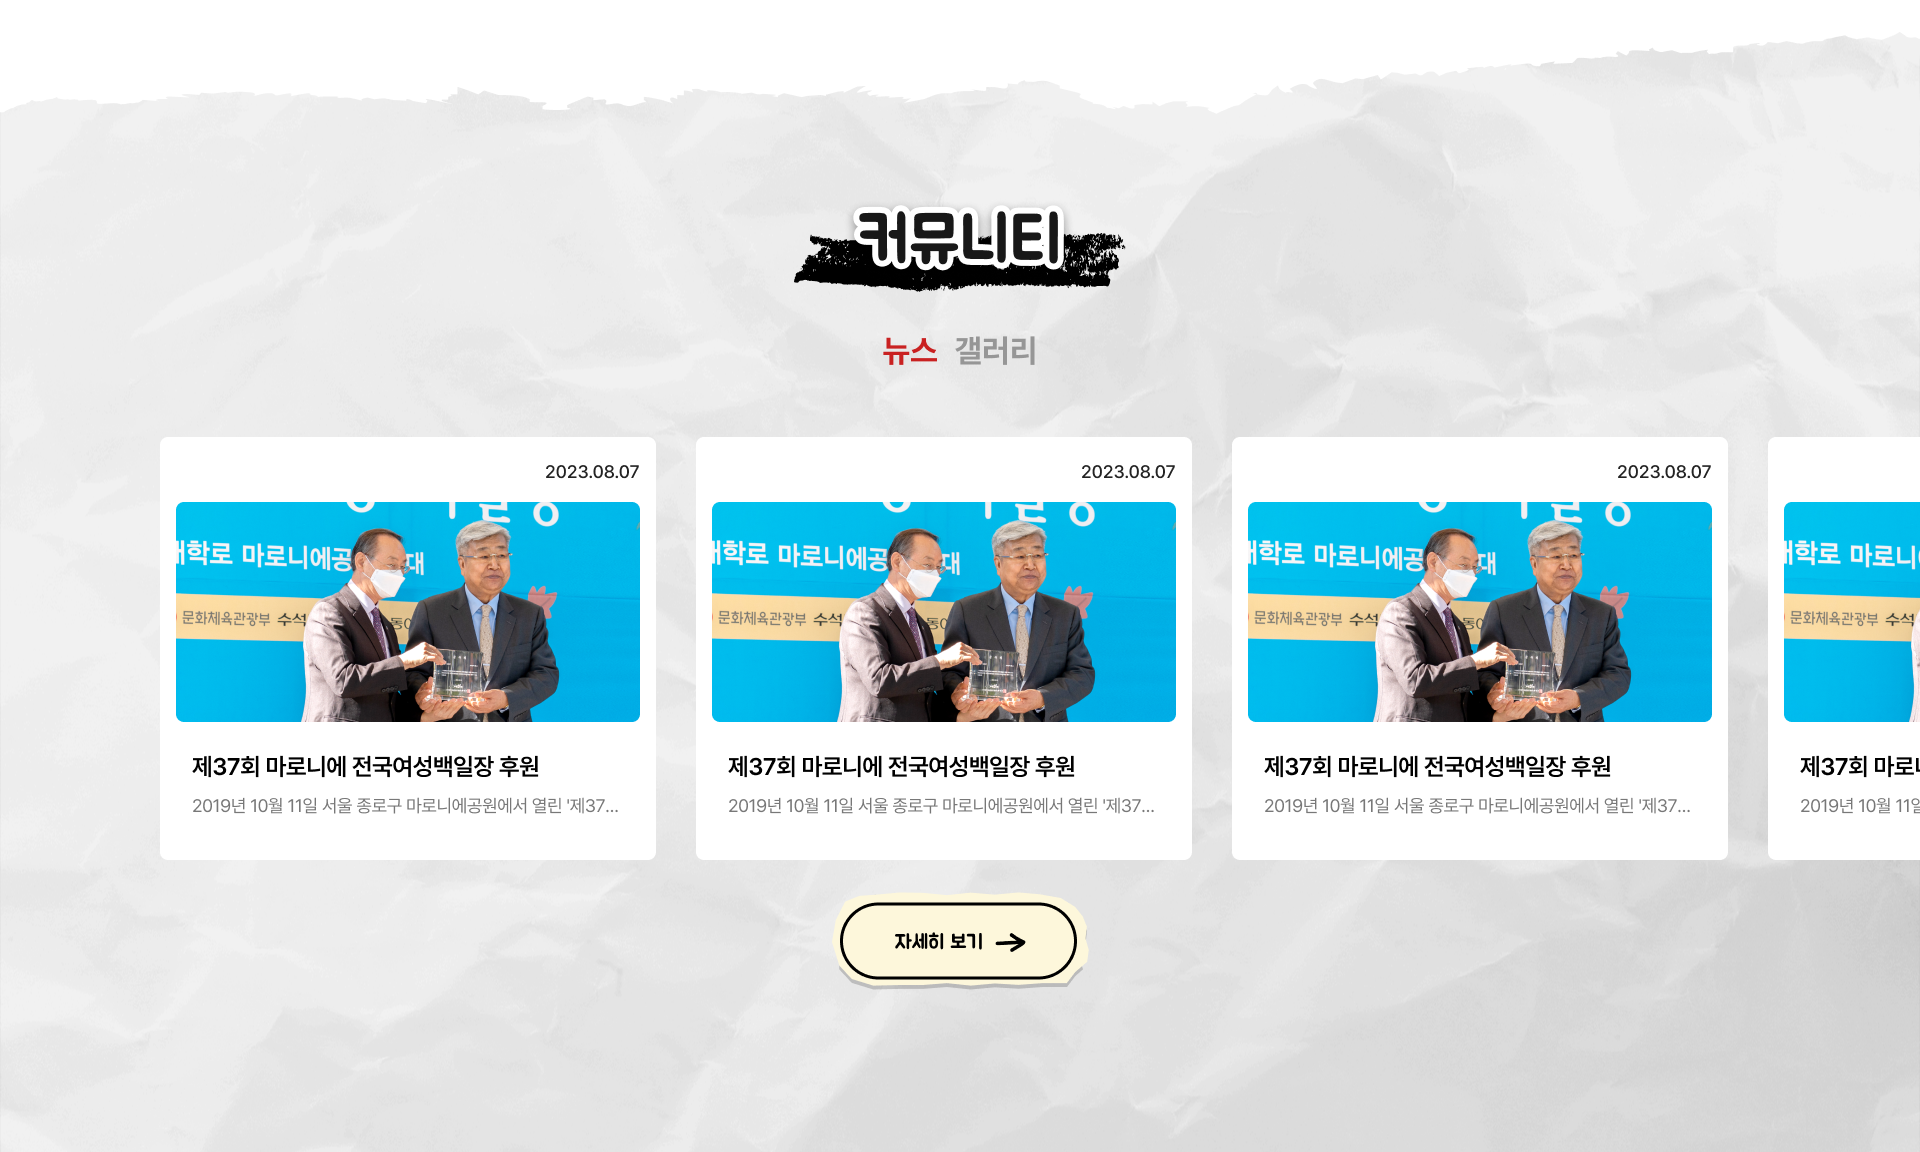 커뮤니티
뉴스 갤러리
2023.08.07
대학로 마로니에공 대
문화체육관광부 수석
제37회 마로니에 전국여성백일장 후원
2019년 10월 11일 서울 종로구 마로니에공원에서 열린 '제37...
2023.08.07
대학로 마로니에공 대
문화체육관광부 수석
제37회 마로니에 전국여성백일장 후원
2019년 10월 11일 서울 종로구 마로니에공원에서 열린 '제37...
2023.08.07
대학로 마로니에공 대
문화체육관광부 수석
제37회 마로니에 전국여성백일장 후원
2019년 10월 11일 서울 종로구 마로니에공원에서 열린 '제37...
대학로 마로니
문화체육관광부 수석
제37회 마로니
2019년 10월 11일
자세히 보기